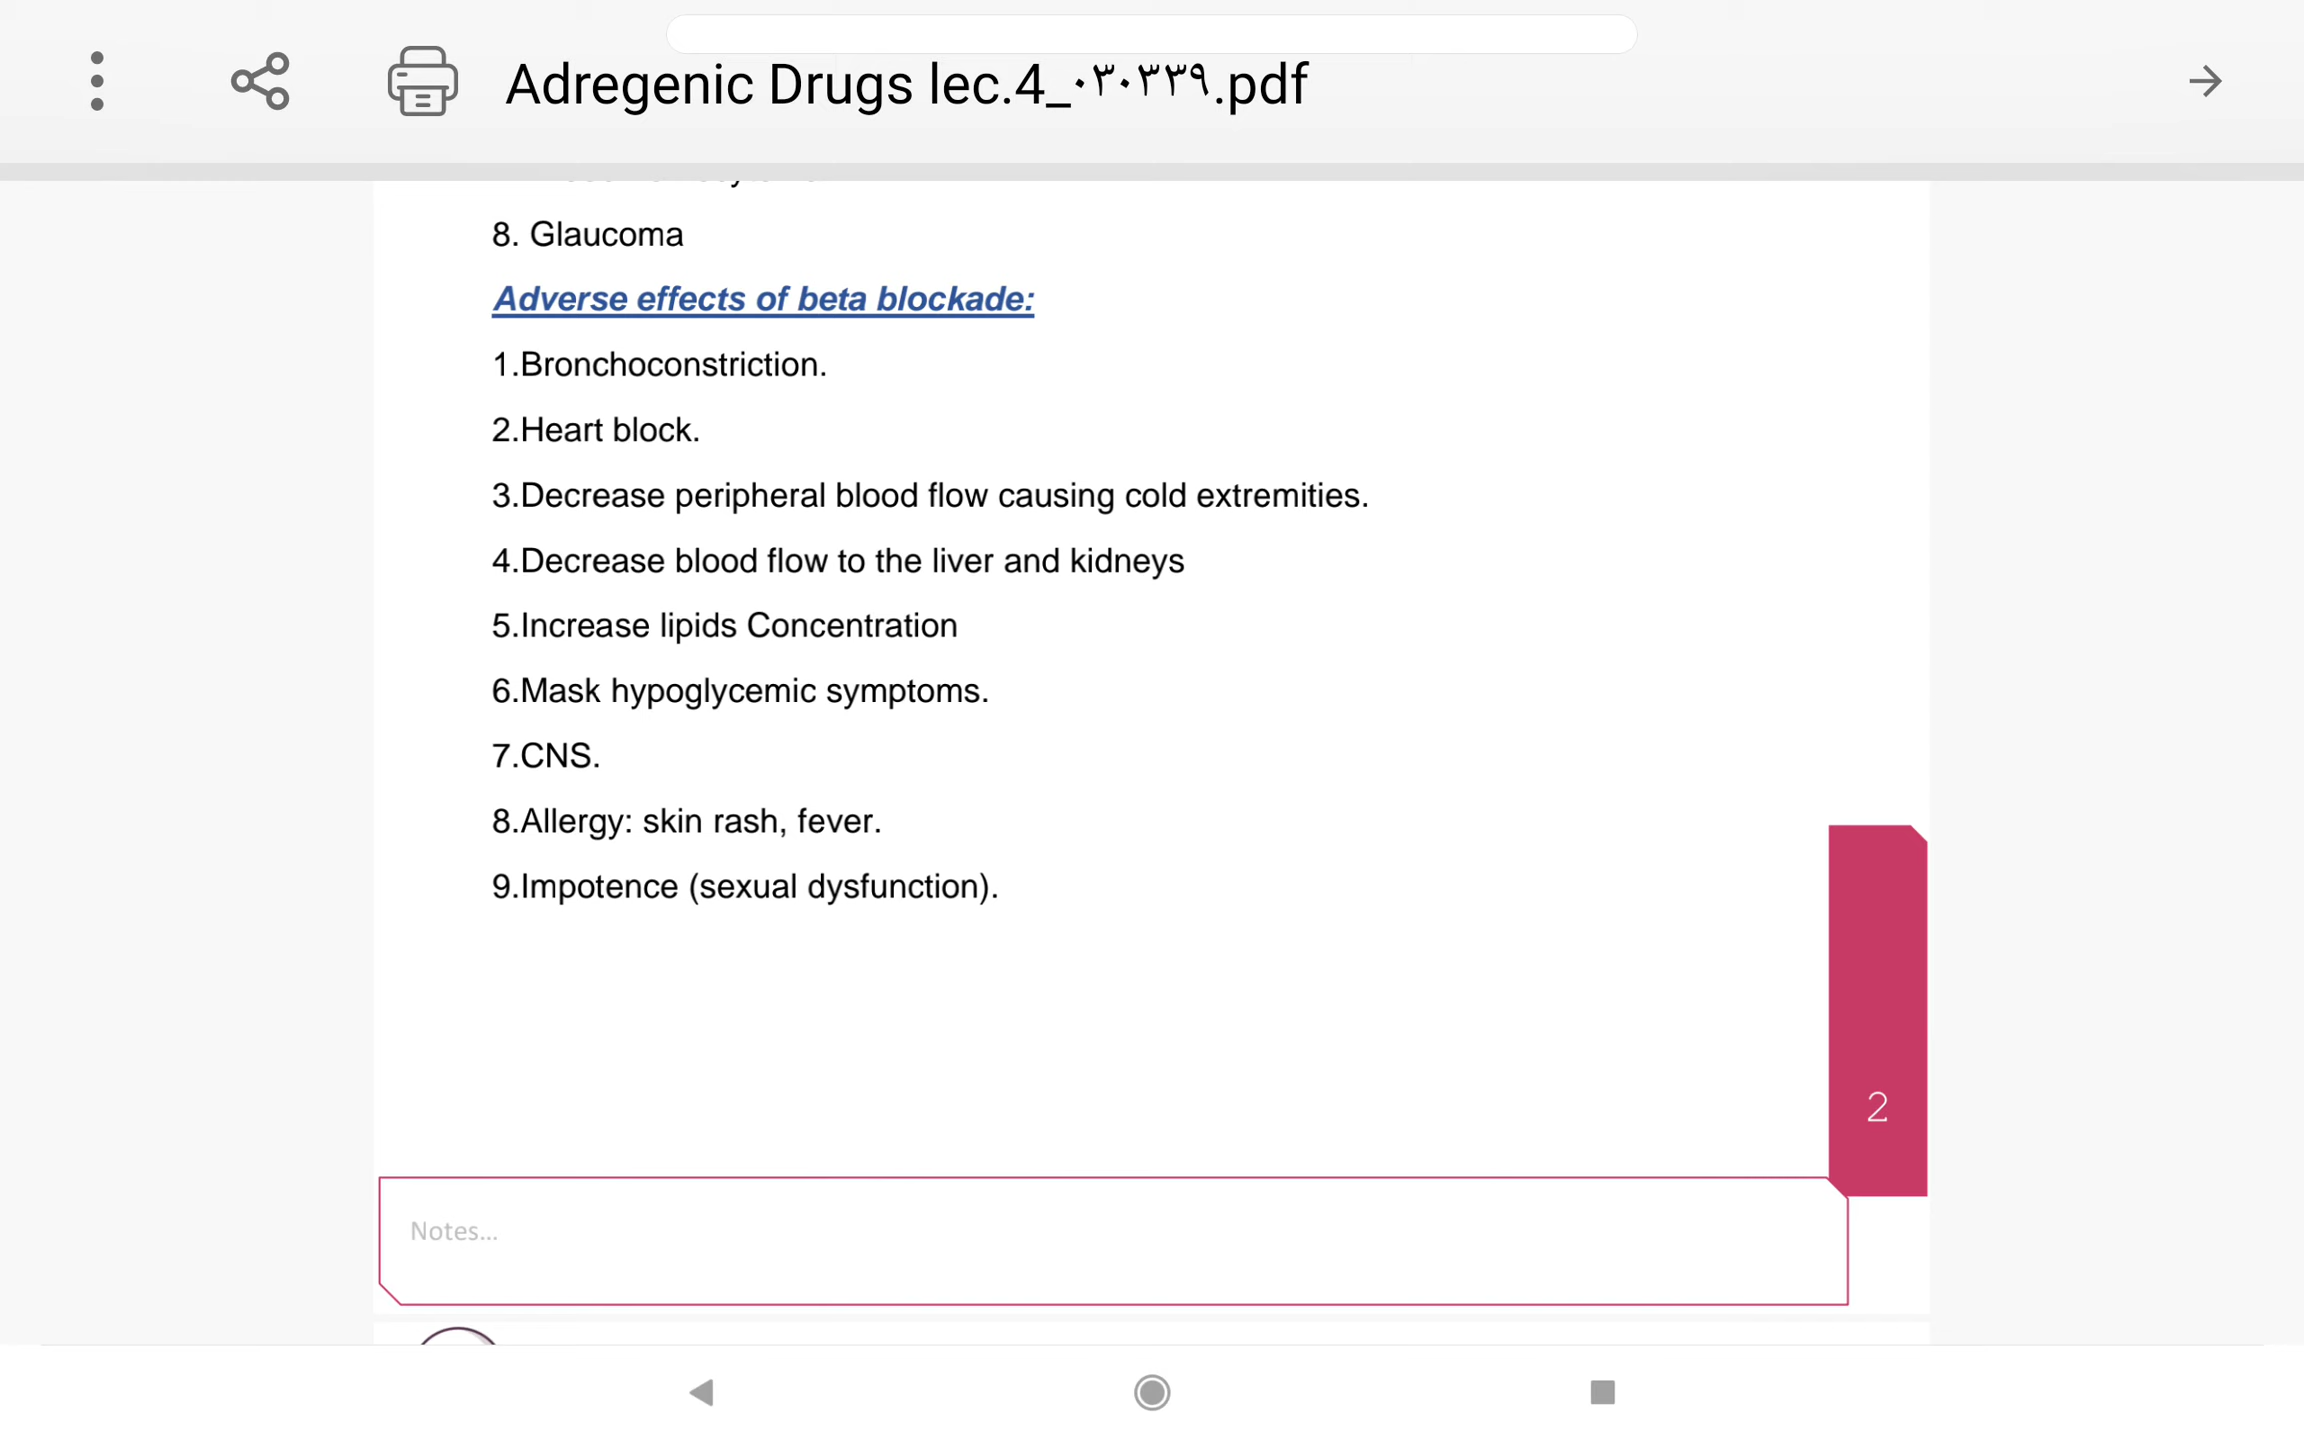 Adregenic Drugs lec.4_٠٣٠٣٣٩.pdf
8. Glaucoma
Adverse effects of beta blockade:
1.Bronchoconstriction.
2.Heart block.
3.Decrease peripheral blood flow causing cold extremities.
4.Decrease blood flow to the liver and kidneys
5.Increase lipids Concentration
6.Mask hypoglycemic symptoms.
7.CNS.
8.Allergy: skin rash, fever.
9.Impotence (sexual dysfunction).
2
Notes...